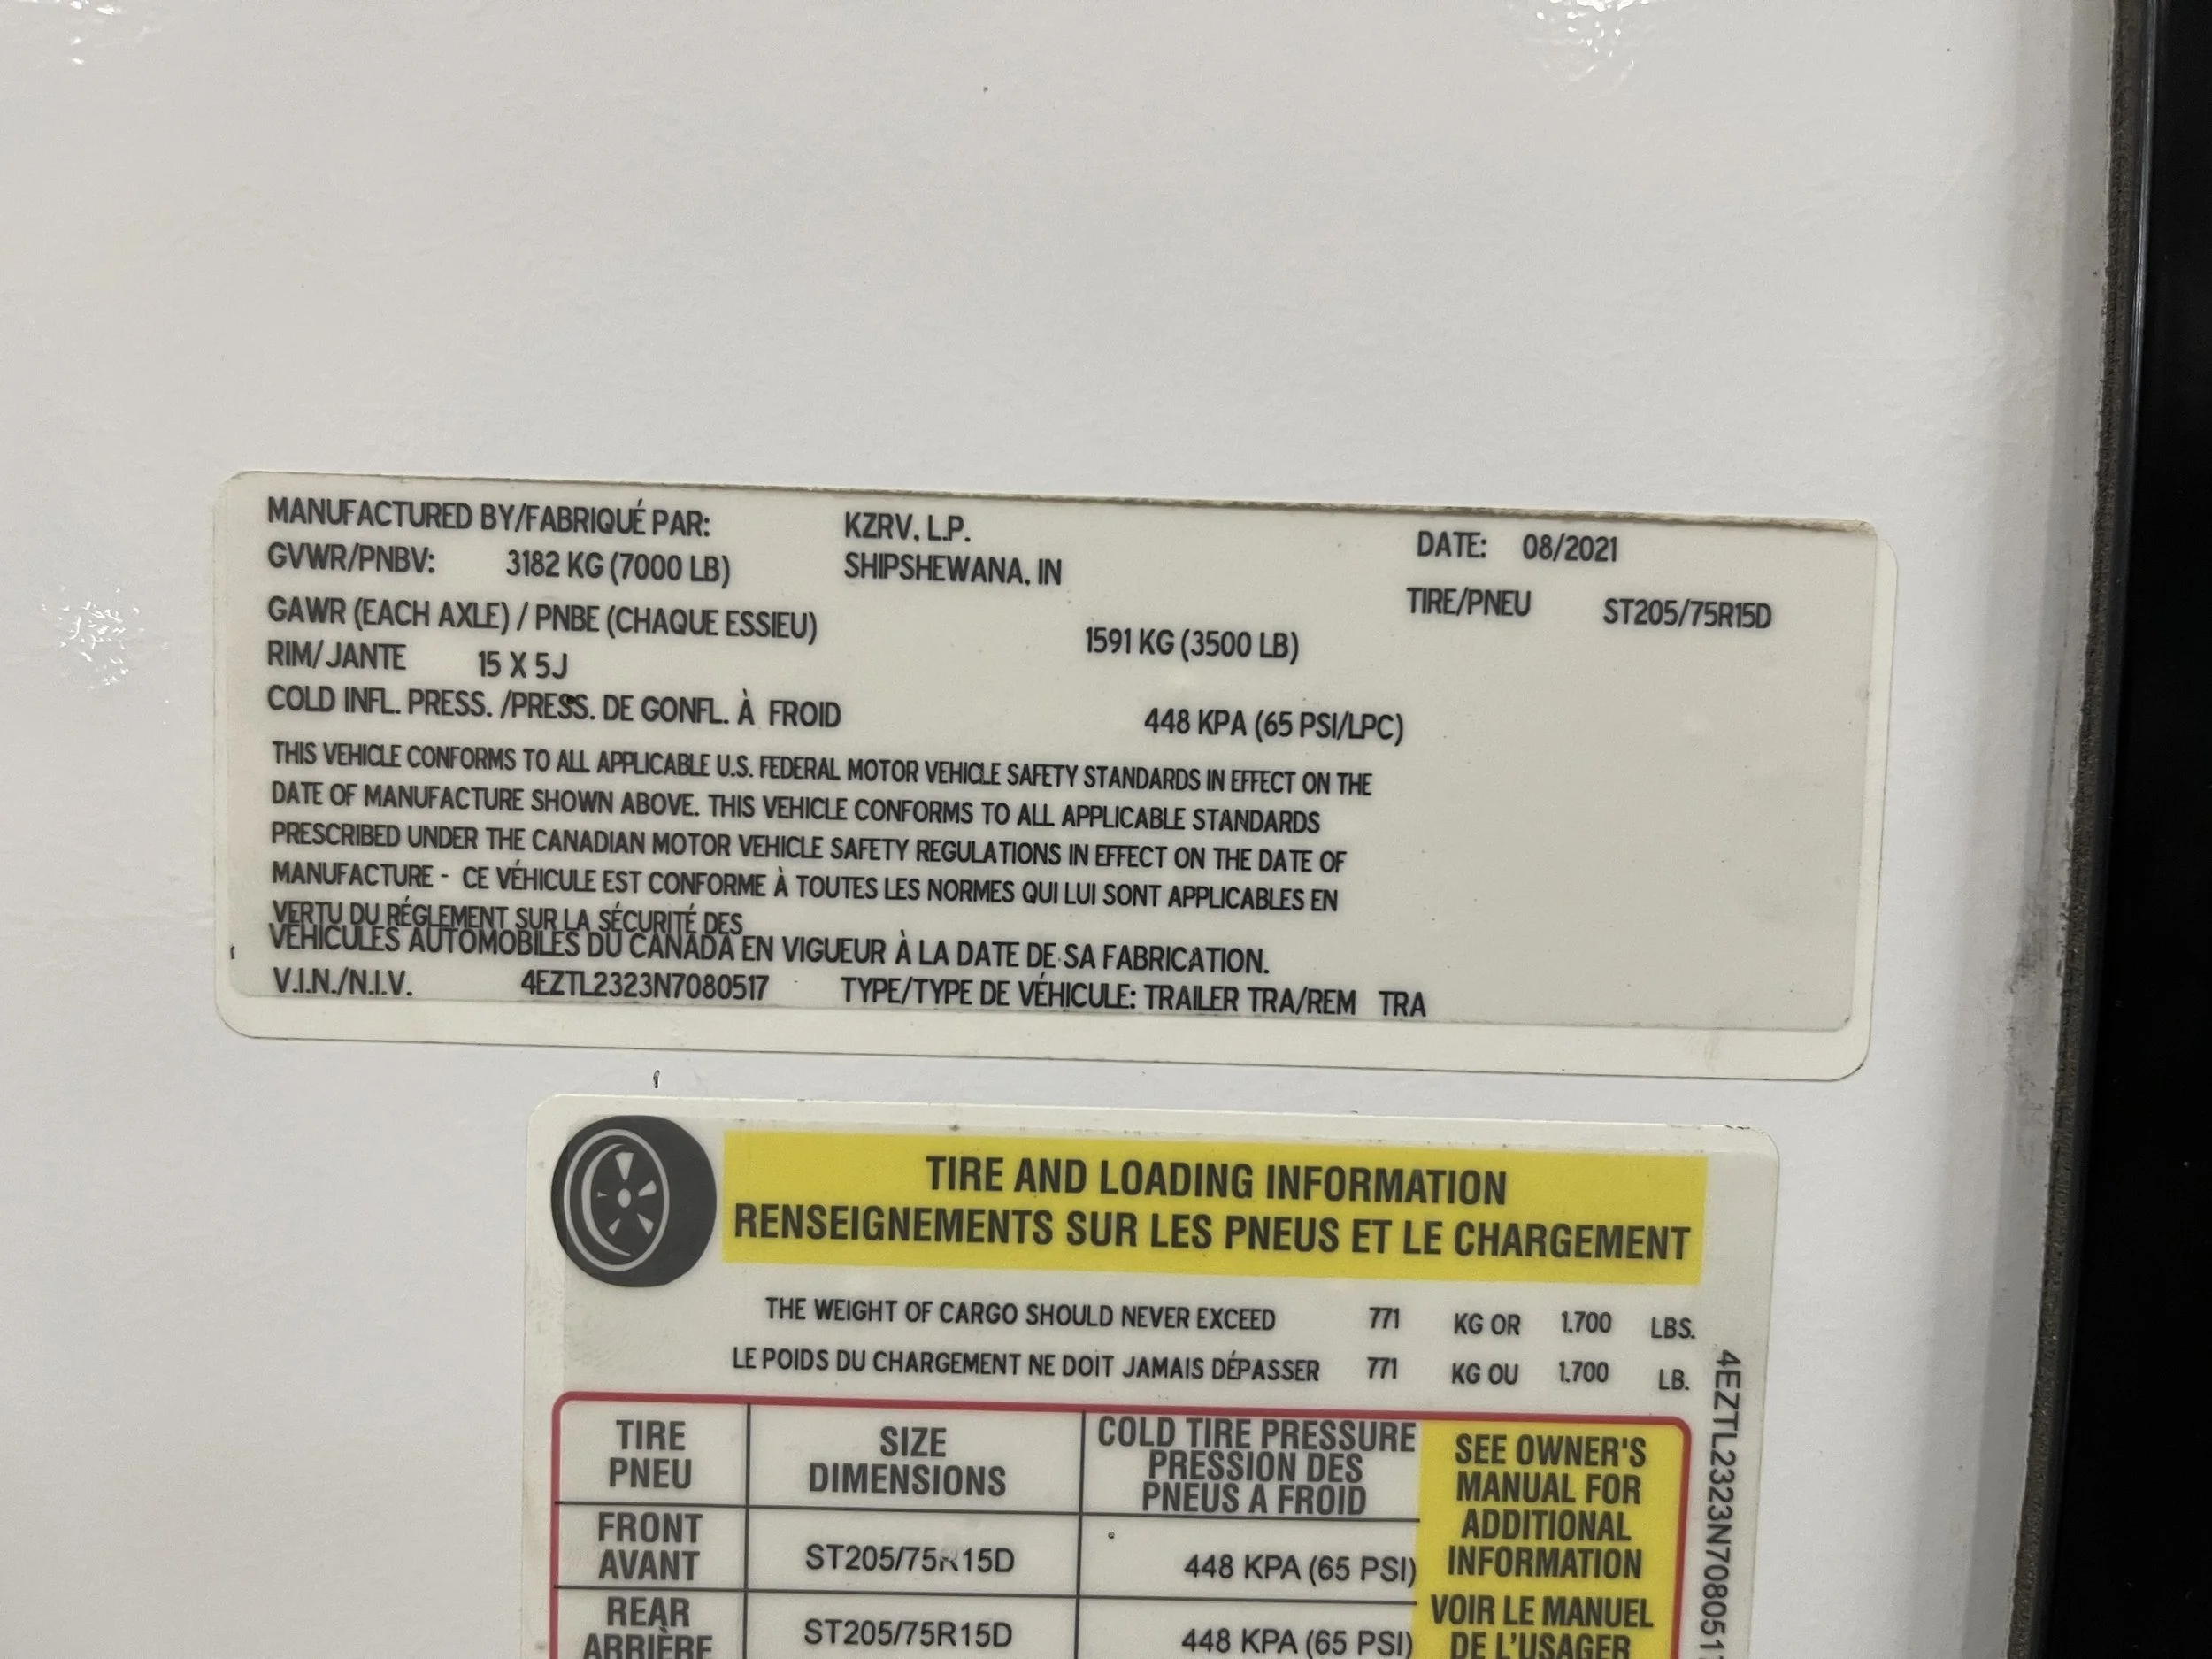 MANUFACTURED BY/FABRIQUÉ PAR: KZRV, L.P. DATE: 08/2021
GVWR/PNBV: 3182 KG (7000 LB) SHIPSHEWANA, IN
TIRE/PNEU ST205/75R15D
GAWR (EACH AXLE) / PNBE (CHAQUE ESSIEU) 1591 KG (3500 LB)
RIM/JANTE 15 X 5J
COLD INFL. PRESS. /PRESS. DE GONFL. À FROID 448 KPA (65 PSI/LPC)
THIS VEHICLE CONFORMS TO ALL APPLICABLE U.S. FEDERAL MOTOR VEHICLE SAFETY STANDARDS IN EFFECT ON THE
DATE OF MANUFACTURE SHOWN ABOVE. THIS VEHICLE CONFORMS TO ALL APPLICABLE STANDARDS
PRESCRIBED UNDER THE CANADIAN MOTOR VEHICLE SAFETY REGULATIONS IN EFFECT ON THE DATE OF
MANUFACTURE - CE VÉHICULE EST CONFORME À TOUTES LES NORMES QUI LUI SONT APPLICABLES EN
VERTU DU RÉGLEMENT SUR LA SÉCURITÉ DES
VÉHICULES AUTOMOBILES DU CANADA EN VIGUEUR À LA DATE DE SA FABRICATION.
V.I.N./N.I.V. 4EZTL2323N7080517 TYPE/TYPE DE VÉHICULE: TRAILER TRA/REM TRA
TIRE AND LOADING INFORMATION
RENSEIGNEMENTS SUR LES PNEUS ET LE CHARGEMENT
THE WEIGHT OF CARGO SHOULD NEVER EXCEED 771 KG OR 1.700 LBS.
LE POIDS DU CHARGEMENT NE DOIT JAMAIS DÉPASSER 771 KG OU 1.700 LB.
TIRE
PNEU
SIZE
DIMENSIONS
COLD TIRE PRESSURE
PRESSION DES
PNEUS A FROID
SEE OWNER'S
MANUAL FOR
ADDITIONAL
INFORMATION
VOIR LE MANUEL
DE L'USAGER
FRONT
AVANT
ST205/75R15D
448 KPA (65 PSI)
REAR
ARRIÈRE
ST205/75R15D
448 KPA (65 PSI)